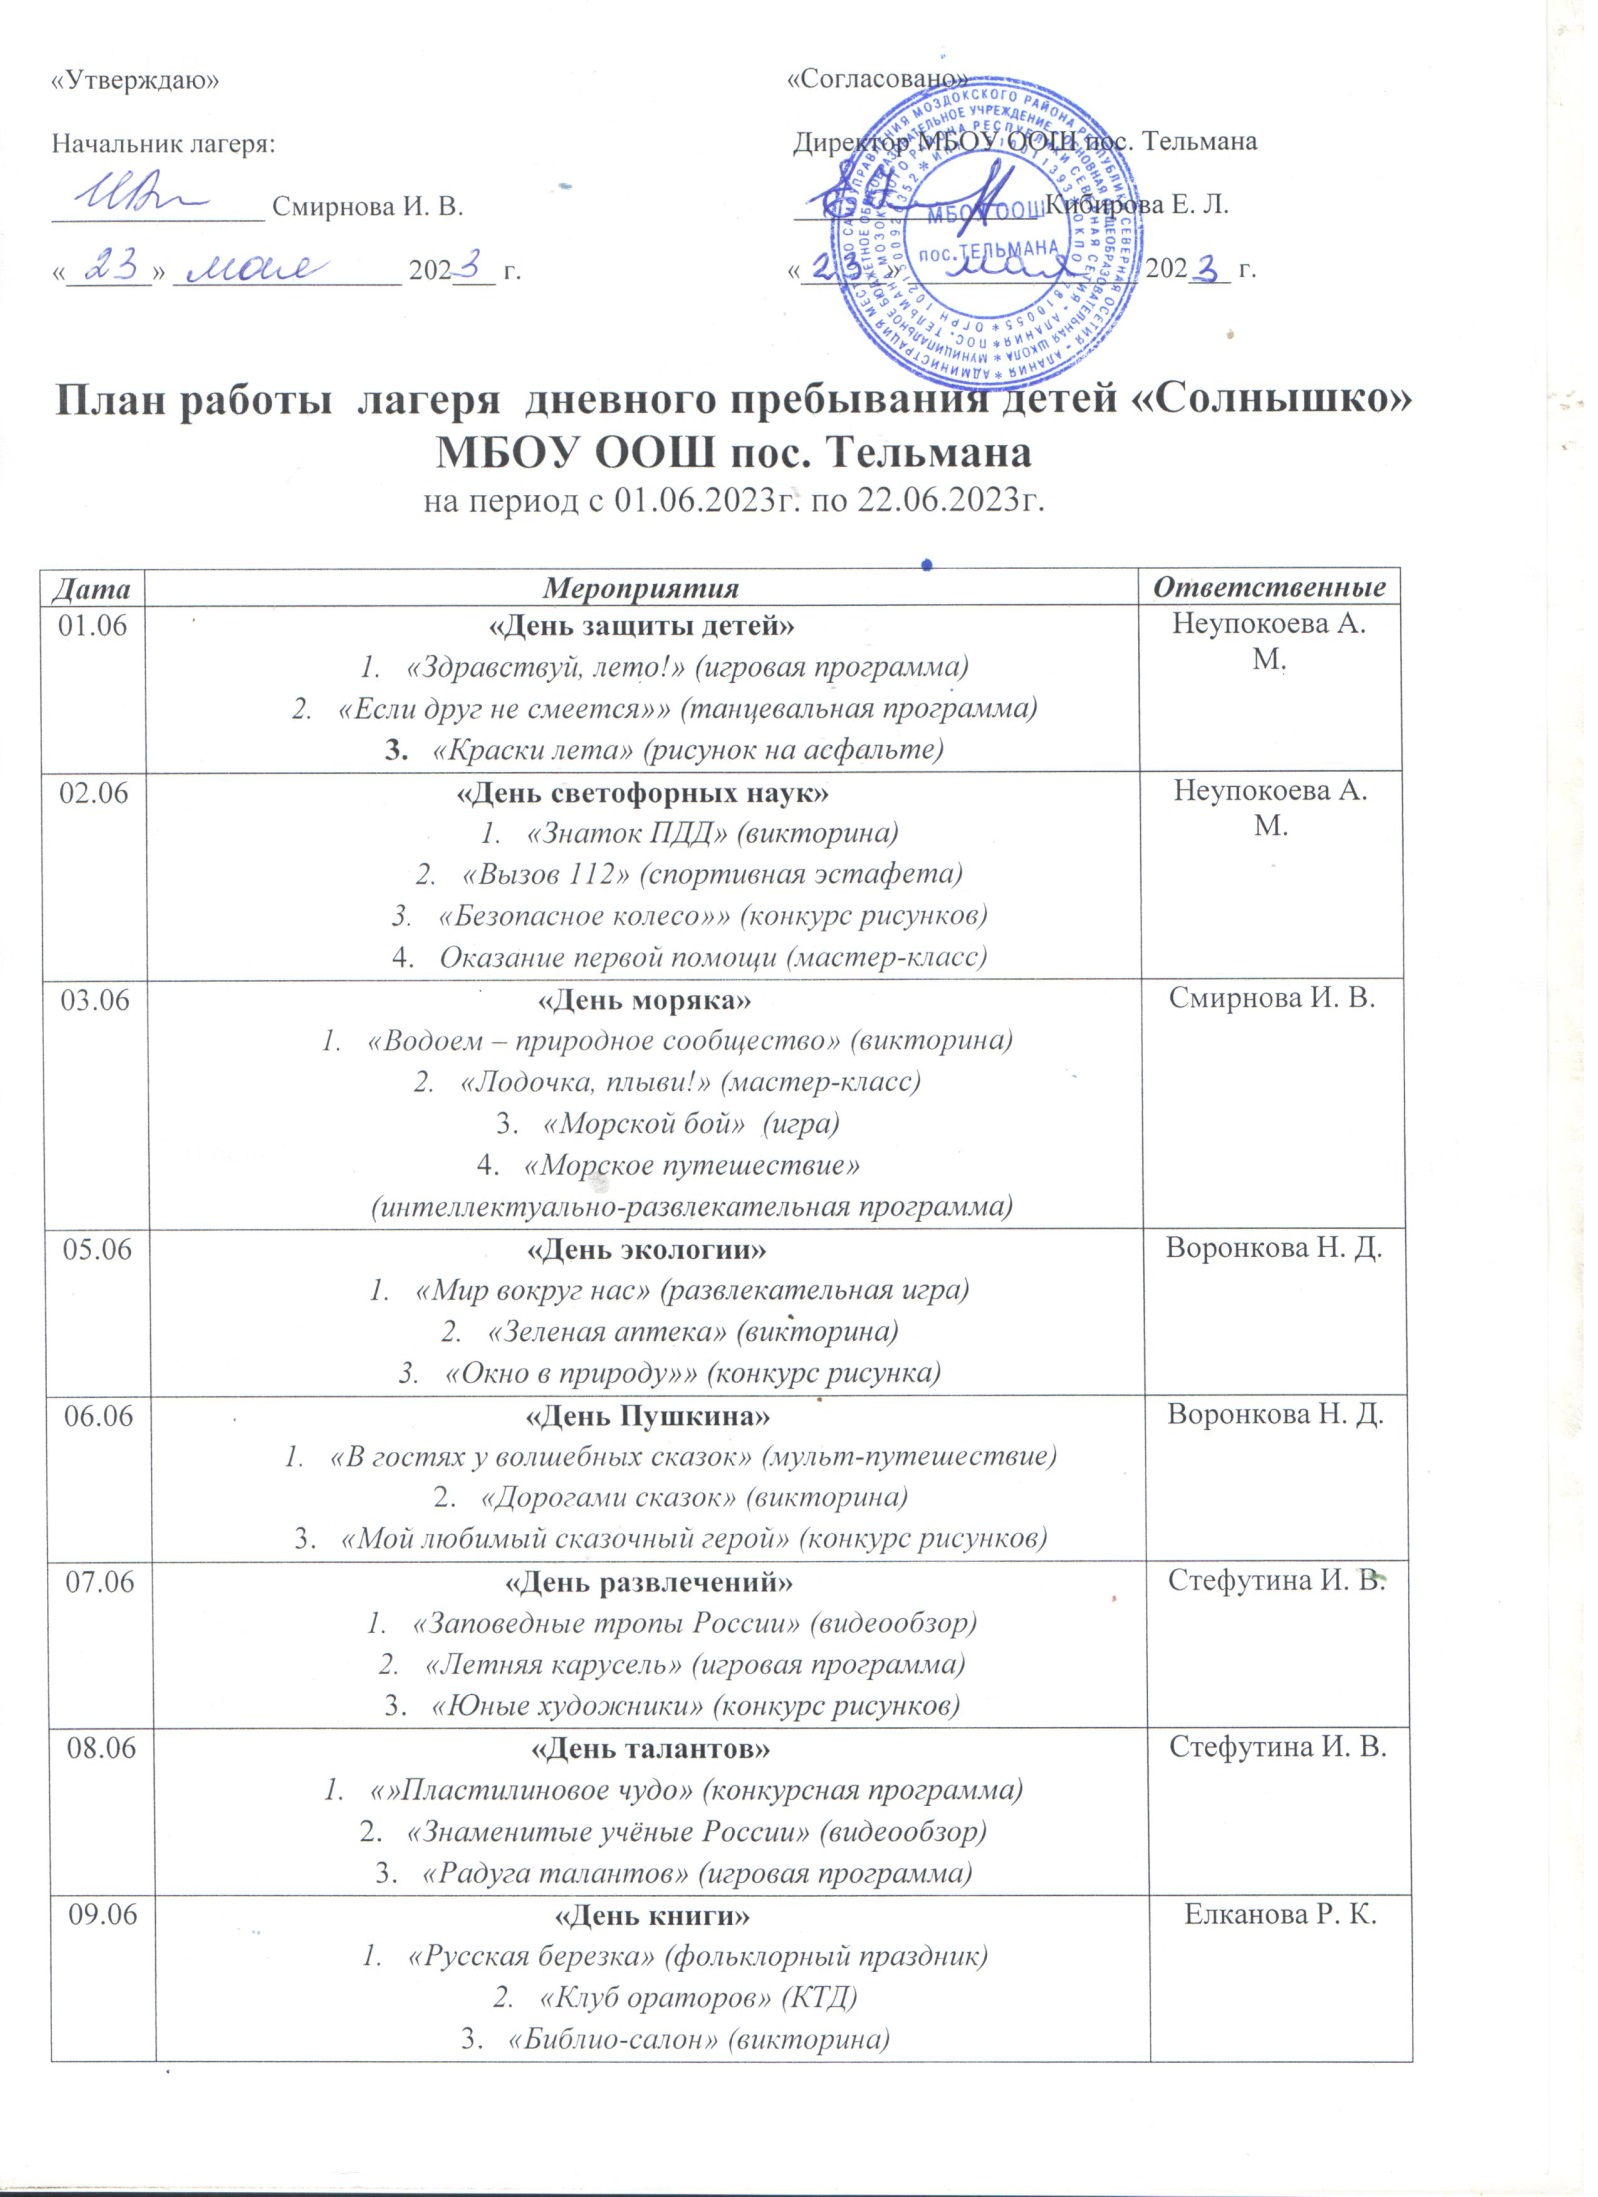 «Утверждаю» «Согласовано»
Начальник лагеря: Директор МБОУ ООШ пос. Тельмана
Смирнова И. В. Кибирова Е. Л.
«23» мая 2023 г. «23» мая 2023 г.
МБОУ ООШ
пос.ТЕЛЬМАНА
План работы лагеря дневного пребывания детей «Солнышко»
МБОУ ООШ пос. Тельмана
на период с 01.06.2023г. по 22.06.2023г.
Дата Мероприятия Ответственные
01.06 «День защиты детей» Неупокоева А.
М.
1. «Здравствуй, лето!» (игровая программа)
2. «Если друг не смеется»» (танцевальная программа)
3. «Краски лета» (рисунок на асфальте)
02.06 «День светофорных наук» Неупокоева А.
М.
1. «Знаток ПДД» (викторина)
2. «Вызов 112» (спортивная эстафета)
3. «Безопасное колесо»» (конкурс рисунков)
4. Оказание первой помощи (мастер-класс)
03.06 «День моряка» Смирнова И. В.
1. «Водоем – природное сообщество» (викторина)
2. «Лодочка, плыви!» (мастер-класс)
3. «Морской бой» (игра)
4. «Морское путешествие»
(интеллектуально-развлекательная программа)
05.06 «День экологии» Воронкова Н. Д.
1. «Мир вокруг нас» (развлекательная игра)
2. «Зеленая аптека» (викторина)
3. «Окно в природу»» (конкурс рисунка)
06.06 «День Пушкина» Воронкова Н. Д.
1. «В гостях у волшебных сказок» (мульт-путешествие)
2. «Дорогами сказок» (викторина)
3. «Мой любимый сказочный герой» (конкурс рисунков)
07.06 «День развлечений» Стефутина И. В.
1. «Заповедные тропы России» (видеообзор)
2. «Летняя карусель» (игровая программа)
3. «Юные художники» (конкурс рисунков)
08.06 «День талантов» Стефутина И. В.
1. «»Пластилиновое чудо» (конкурсная программа)
2. «Знаменитые учёные России» (видеообзор)
3. «Радуга талантов» (игровая программа)
09.06 «День книги» Елканова Р. К.
1. «Русская березка» (фольклорный праздник)
2. «Клуб ораторов» (КТД)
3. «Библио-салон» (викторина)